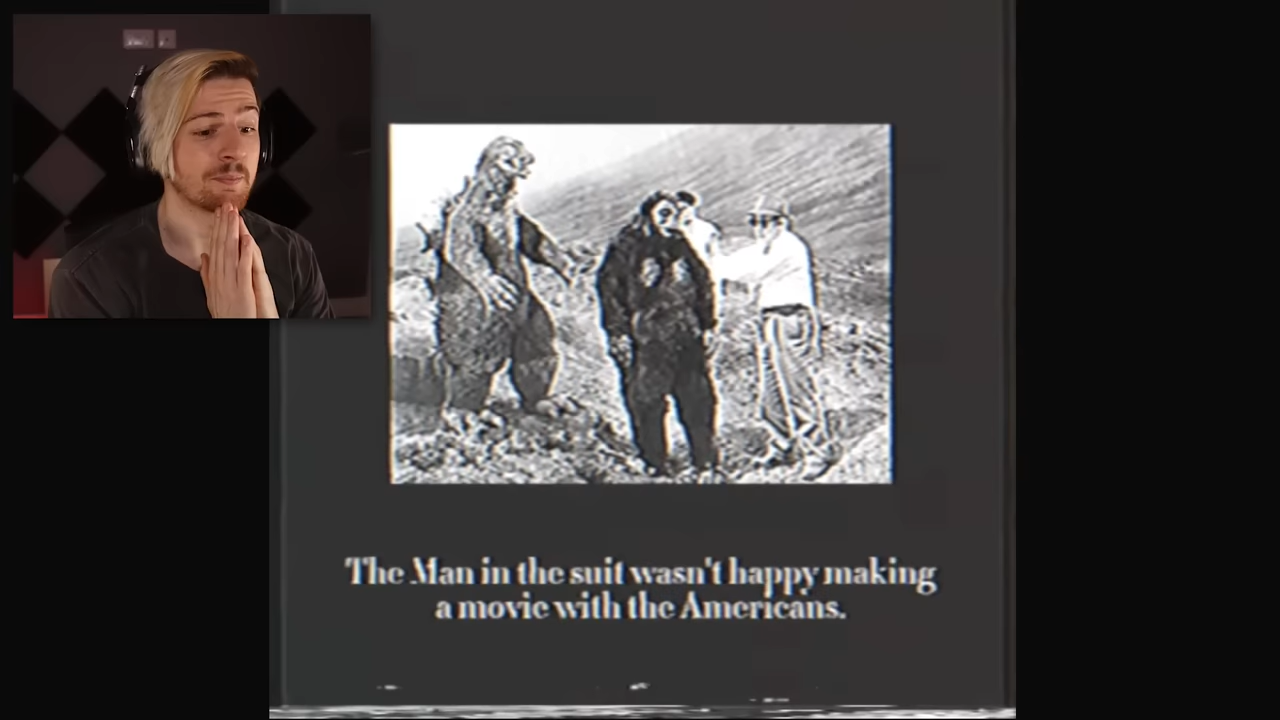 The Man in the suit wasn't happy making
a movie with the Americans.